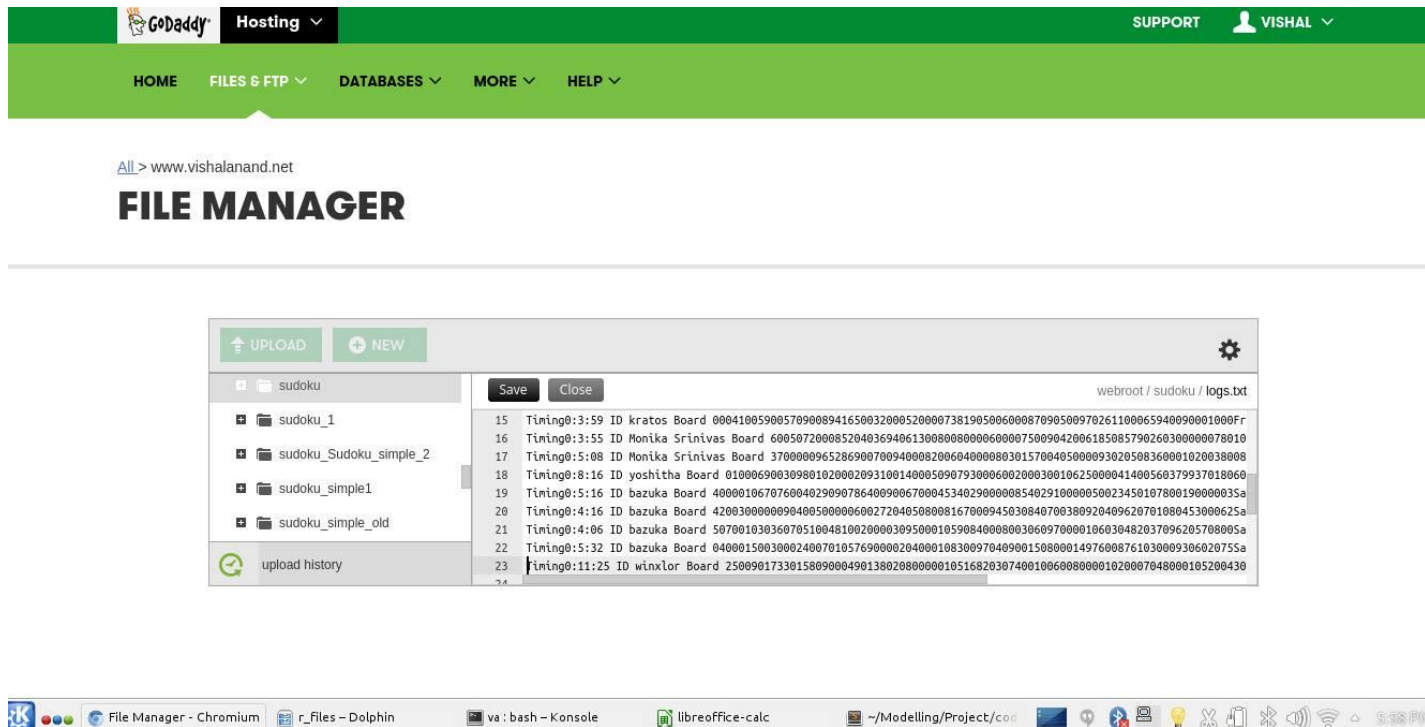 GoDaddy Hosting SUPPORT VISHAL
HOME FILES & FTP DATABASES MORE HELP
All > www.vishalanand.net
FILE MANAGER
UPLOAD NEW
sudoku
sudoku_1
sudoku_Sudoku_simple_2
sudoku_simple1
sudoku_simple_old
upload history
Save Close webroot / sudoku / logs.txt
15 Timing0:3:59 ID kratos Board
16 Timing0:3:55 ID Monika Srinivas Board
17 Timing0:5:08 ID Monika Srinivas Board
18 Timing0:8:16 ID yoshitha Board
19 Timing0:5:16 ID bazuka Board
20 Timing0:4:16 ID bazuka Board
21 Timing0:4:06 ID bazuka Board
22 Timing0:5:32 ID bazuka Board
23 Timing0:11:25 ID winxlor Board
24
File Manager - Chromium r_files – Dolphin va : bash – Konsole libreoffice-calc ~/Modelling/Project/cod 5:58 PM